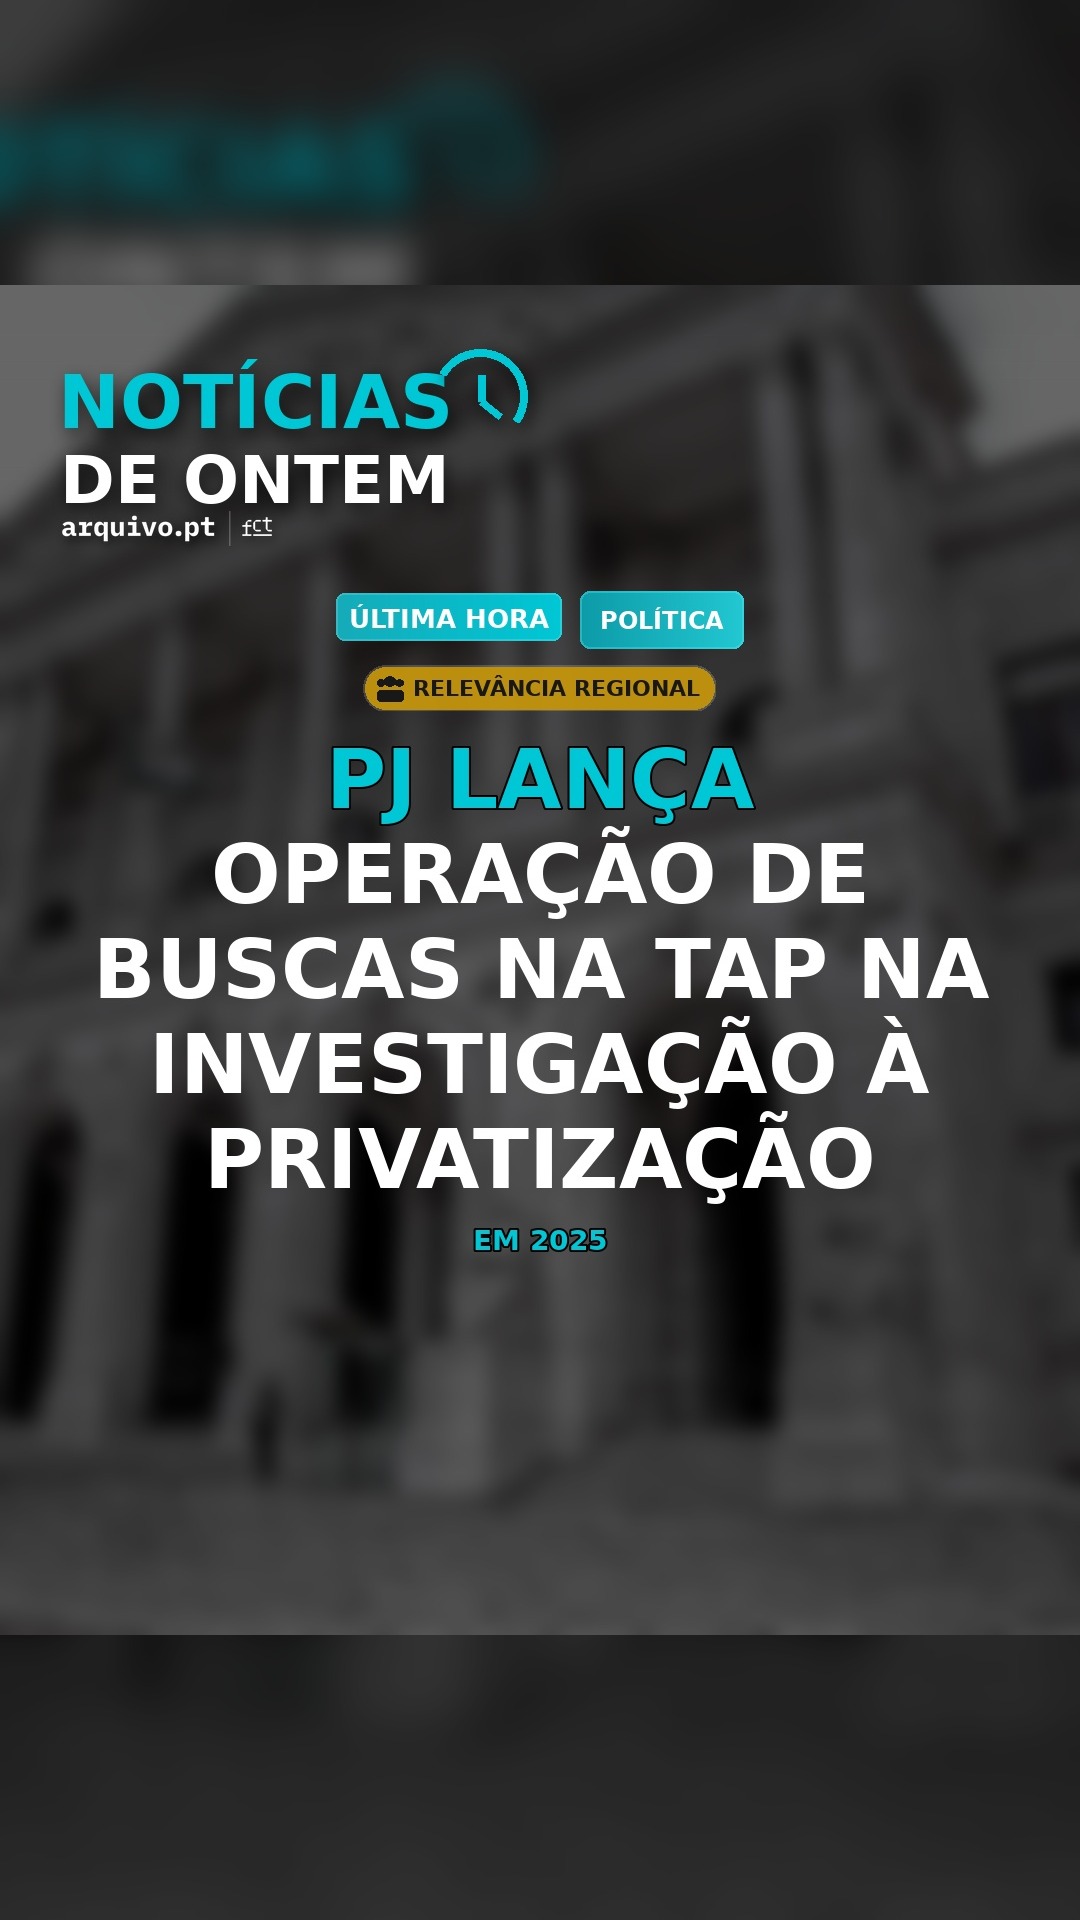 NOTÍCIAS
DE ONTEM
arquivo.pt fct
ÚLTIMA HORA POLÍTICA
RELEVÂNCIA REGIONAL
PJ LANÇA
OPERAÇÃO DE
BUSCAS NA TAP NA
INVESTIGAÇÃO À
PRIVATIZAÇÃO
EM 2025